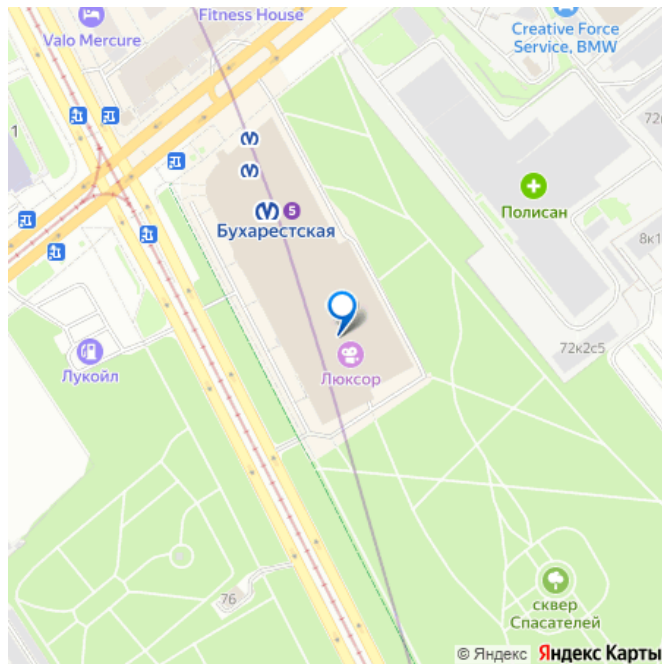 Fitness House
Valo Mercure
Creative Force
Service, BMW
72к
1
Полисан
5
Бухарестская
8к1
72к2с5
Лукойл
Люксор
76
сквер
Спасателей
© Яндекс Яндекс Карты